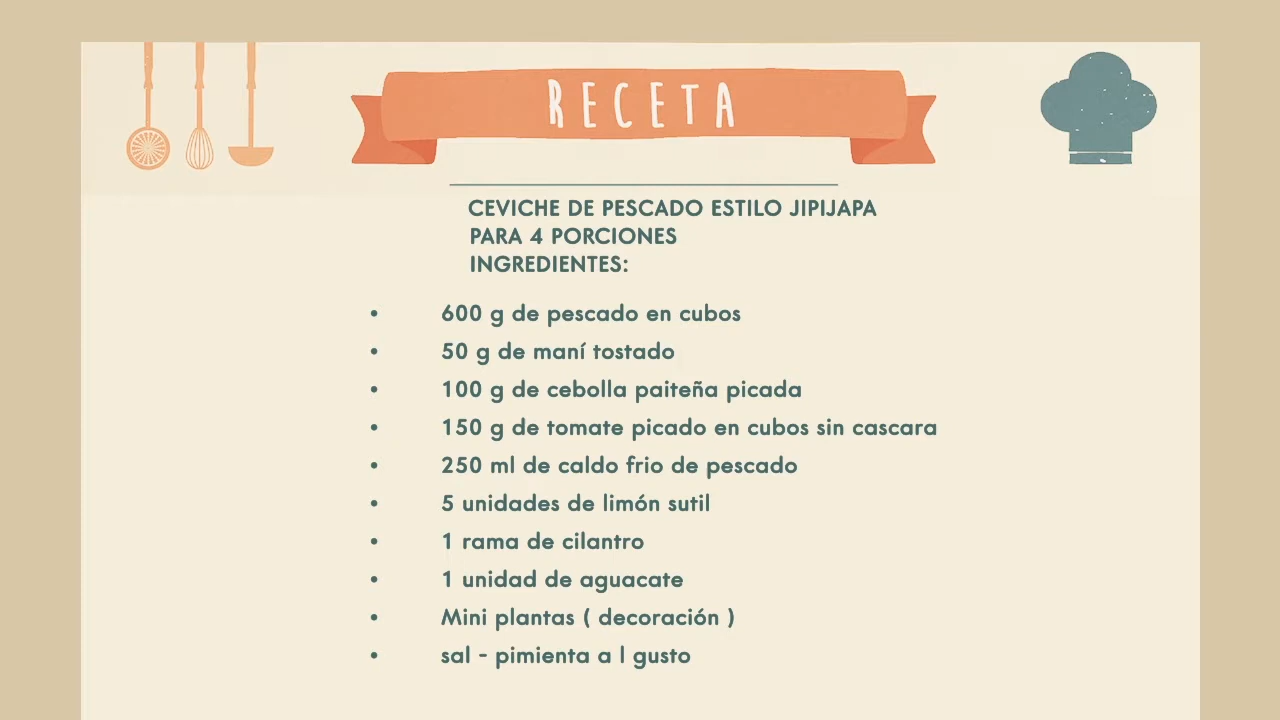 RECETA
CEVICHE DE PESCADO ESTILO JIPIJAPA
PARA 4 PORCIONES
INGREDIENTES:
• 600 g de pescado en cubos
• 50 g de maní tostado
• 100 g de cebolla paiteña picada
• 150 g de tomate picado en cubos sin cascara
• 250 ml de caldo frio de pescado
• 5 unidades de limón sutil
• 1 rama de cilantro
• 1 unidad de aguacate
• Mini plantas ( decoración )
• sal - pimienta a l gusto